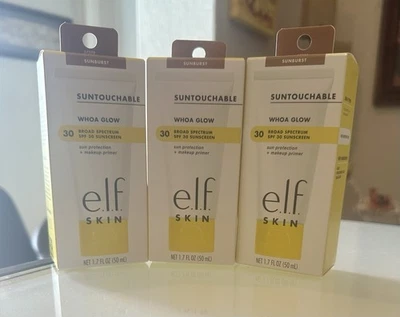 SUNBURST
SUNTOUCHABLE
WHOA GLOW
30
BROAD SPECTRUM
SPF 30 SUNSCREEN
sun protection
+ makeup primer
e.l.f.
SKIN
NET 1.7 FL OZ (50 mL)
SUNBURST
SUNTOUCHABLE
WHOA GLOW
30
BROAD SPECTRUM
SPF 30 SUNSCREEN
sun protection
+ makeup primer
e.l.f.
SKIN
NET 1.7 FL OZ (50 mL)
SUNBURST
SUNTOUCHABLE
WHOA GLOW
30
BROAD SPECTRUM
SPF 30 SUNSCREEN
sun protection
+ makeup primer
e.l.f.
SKIN
NET 1.7 FL OZ (50 mL)